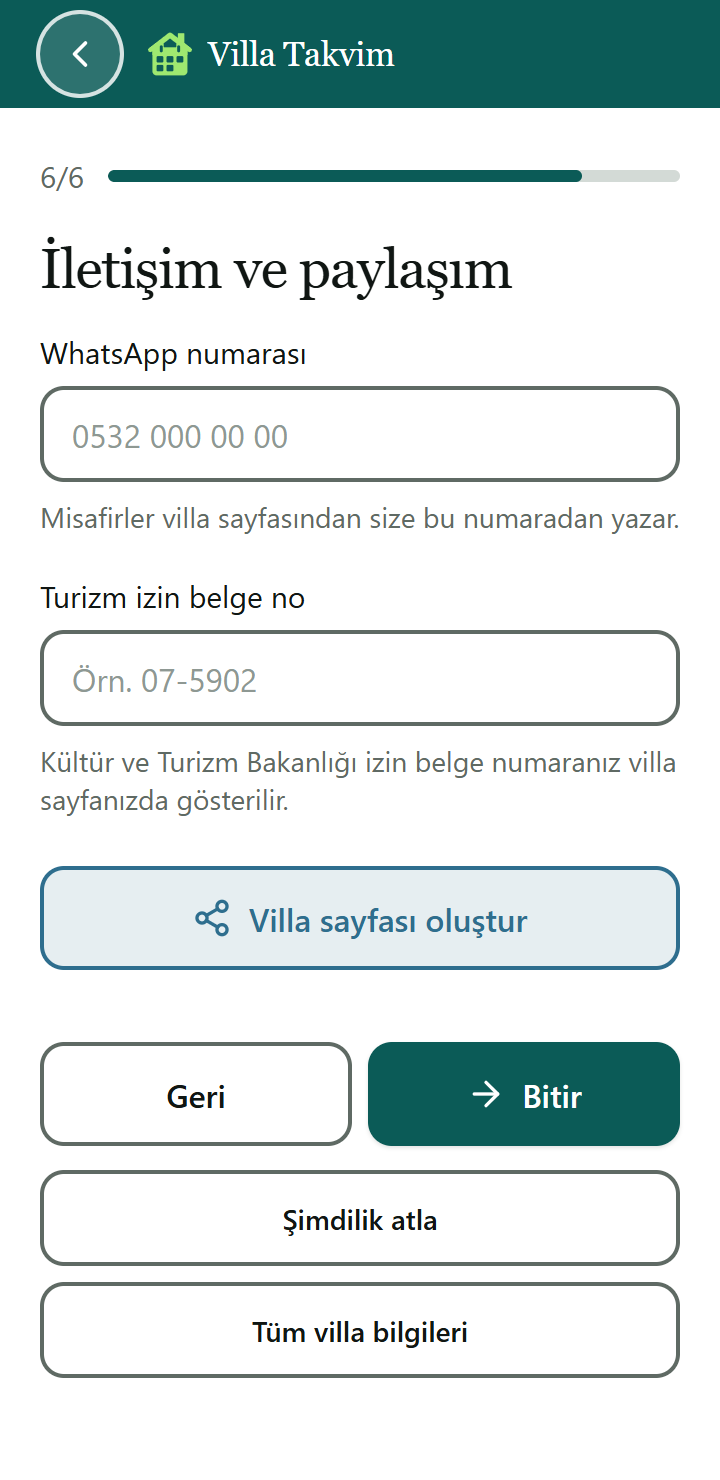 Villa Takvim
6/6
İletişim ve paylaşım
WhatsApp numarası
0532 000 00 00
Misafirler villa sayfasından size bu numaradan yazar.
Turizm izin belge no
Örn. 07-5902
Kültür ve Turizm Bakanlığı izin belge numaranız villa
sayfanızda gösterilir.
Villa sayfası oluştur
Geri
Bitir
Şimdilik atla
Tüm villa bilgileri